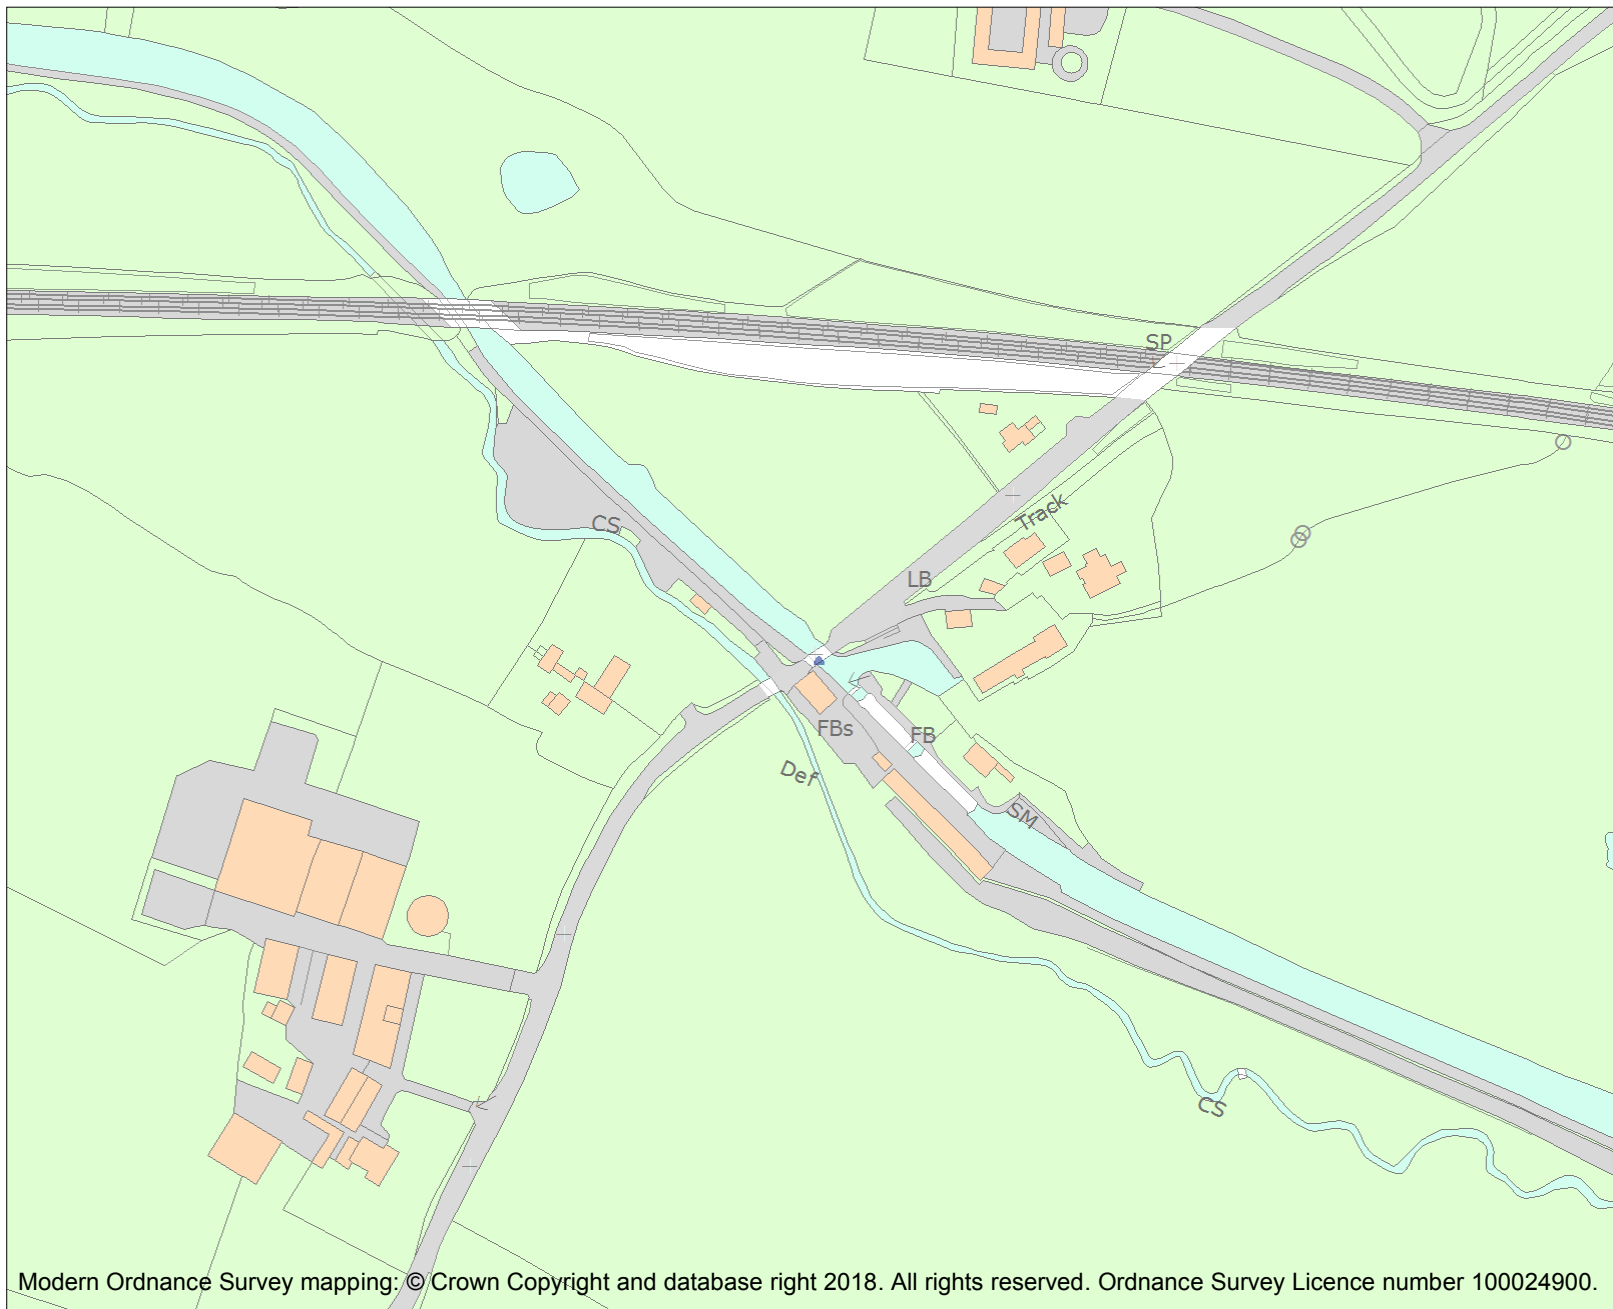 SP
Track
CS
LB
FBs
FB
Def
SM
CS
Modern Ordnance Survey mapping: © Crown Copyright and database right 2018. All rights reserved. Ordnance Survey Licence number 100024900.